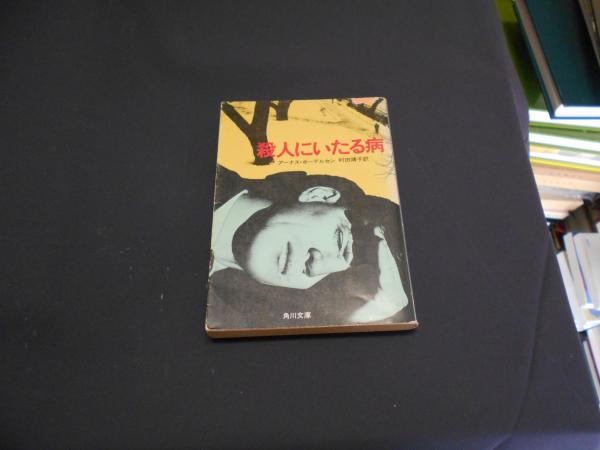 殺人にいたる病
アーナス・ボーデルセン 村田靖子訳
角川文庫